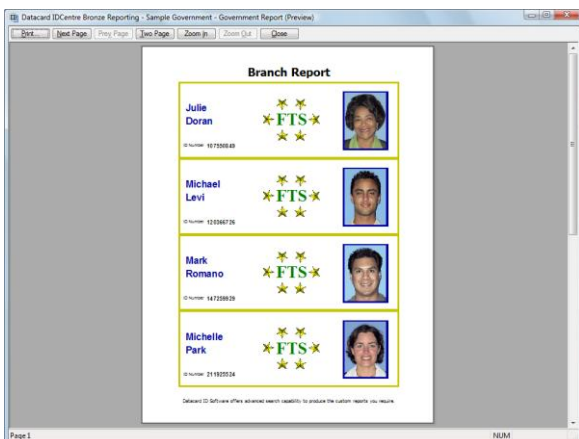 Datacard IDCentre Bronze Reporting - Sample Government - Government Report (Preview)
Print... Next Page Prev Page Two Page Zoom In Zoom Out Close
Branch Report
Julie
Doran
FTS
ID Number 107556849
Michael
Levi
FTS
ID Number 120366726
Mark
Romano
FTS
ID Number 147259929
Michelle
Park
FTS
ID Number 211925534
Datacard ID Software offers advanced search capability to produce the custom reports you require.
Page 1 NUM